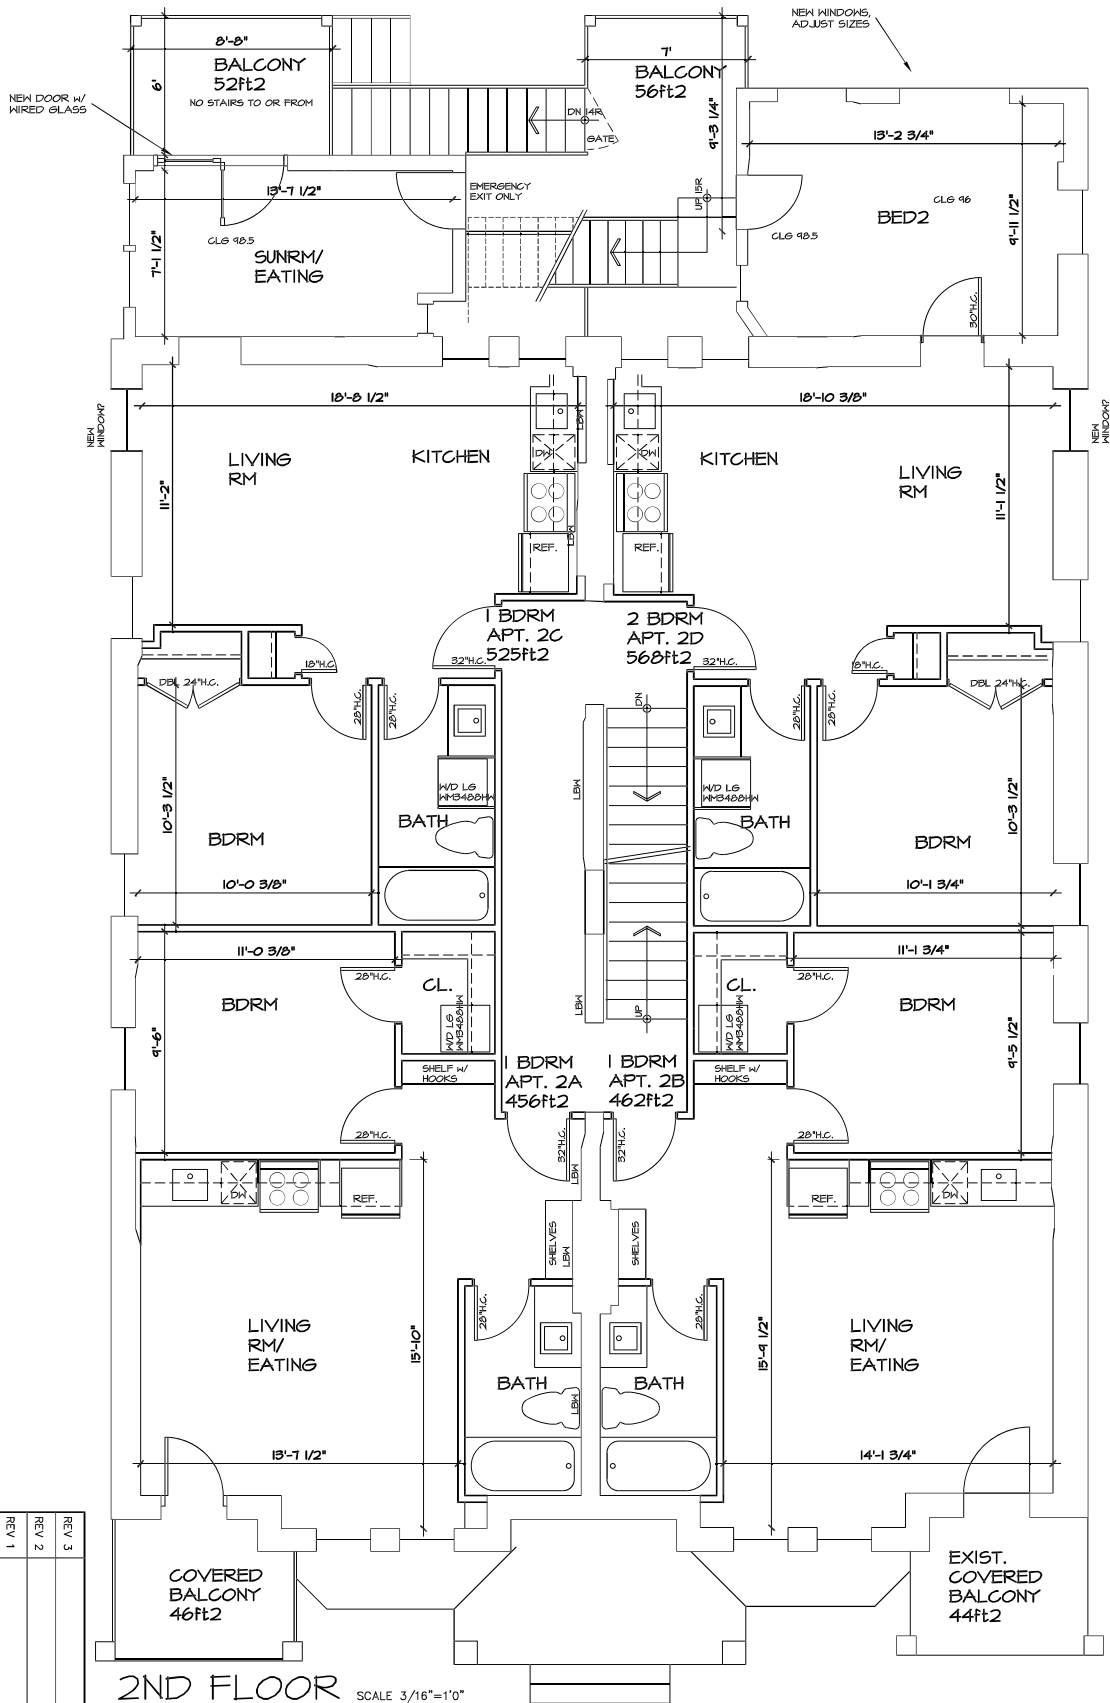 NEW WINDOWS,
ADJUST SIZES
8'-8"
BALCONY
52ft2
NO STAIRS TO OR FROM
6'
7'
BALCONY
56ft2
9'-3 1/4"
NEW DOOR w/
WIRED GLASS
DN 14R
GATE
13'-2 3/4"
13'-7 1/2"
EMERGENCY
EXIT ONLY
UP 15R
CLG 96
BED2
9'-11 1/2"
CLG 98.5
CLG 98.5
7'-1 1/2"
SUNRM/
EATING
30"H.C.
18'-8 1/2"
18'-10 3/8"
NEW
WINDOW?
NEW
WINDOW?
LBW
LIVING
RM
KITCHEN
DW
DW
KITCHEN
LIVING
RM
11'-2"
11'-1 1/2"
LBW
REF.
REF.
1 BDRM
APT. 2C
525ft2
2 BDRM
APT. 2D
568ft2
18"H.C.
32"H.C.
32"H.C.
18"H.C.
DBL 24"H.C.
28"H.C.
28"H.C.
DN
28"H.C.
28"H.C.
DBL 24"H.C.
W/D LG
WM3488HW
LBW
W/D LG
WM3488HW
10'-3 1/2"
BDRM
BATH
BATH
BDRM
10'-3 1/2"
10'-0 3/8"
10'-1 3/4"
11'-0 3/8"
11'-1 3/4"
28"H.C.
28"H.C.
BDRM
CL.
W/D LG
WM3488HW
LBW
UP
CL.
W/D LG
WM3488HW
BDRM
9'-6"
9'-5 1/2"
SHELF w/
HOOKS
1 BDRM
APT. 2A
456ft2
1 BDRM
APT. 2B
462ft2
SHELF w/
HOOKS
28"H.C.
32"H.C.
32"H.C.
28"H.C.
LBW
DW
REF.
REF.
DW
SHELVES
LBW
SHELVES
28"H.C.
28"H.C.
LIVING
RM/
EATING
15'-10"
15'-9 1/2"
LIVING
RM/
EATING
BATH
LBW
BATH
13'-7 1/2"
14'-1 3/4"
REV 3
REV 2
REV 1
COVERED
BALCONY
46ft2
EXIST.
COVERED
BALCONY
44ft2
2ND FLOOR
SCALE 3/16"=1'0"